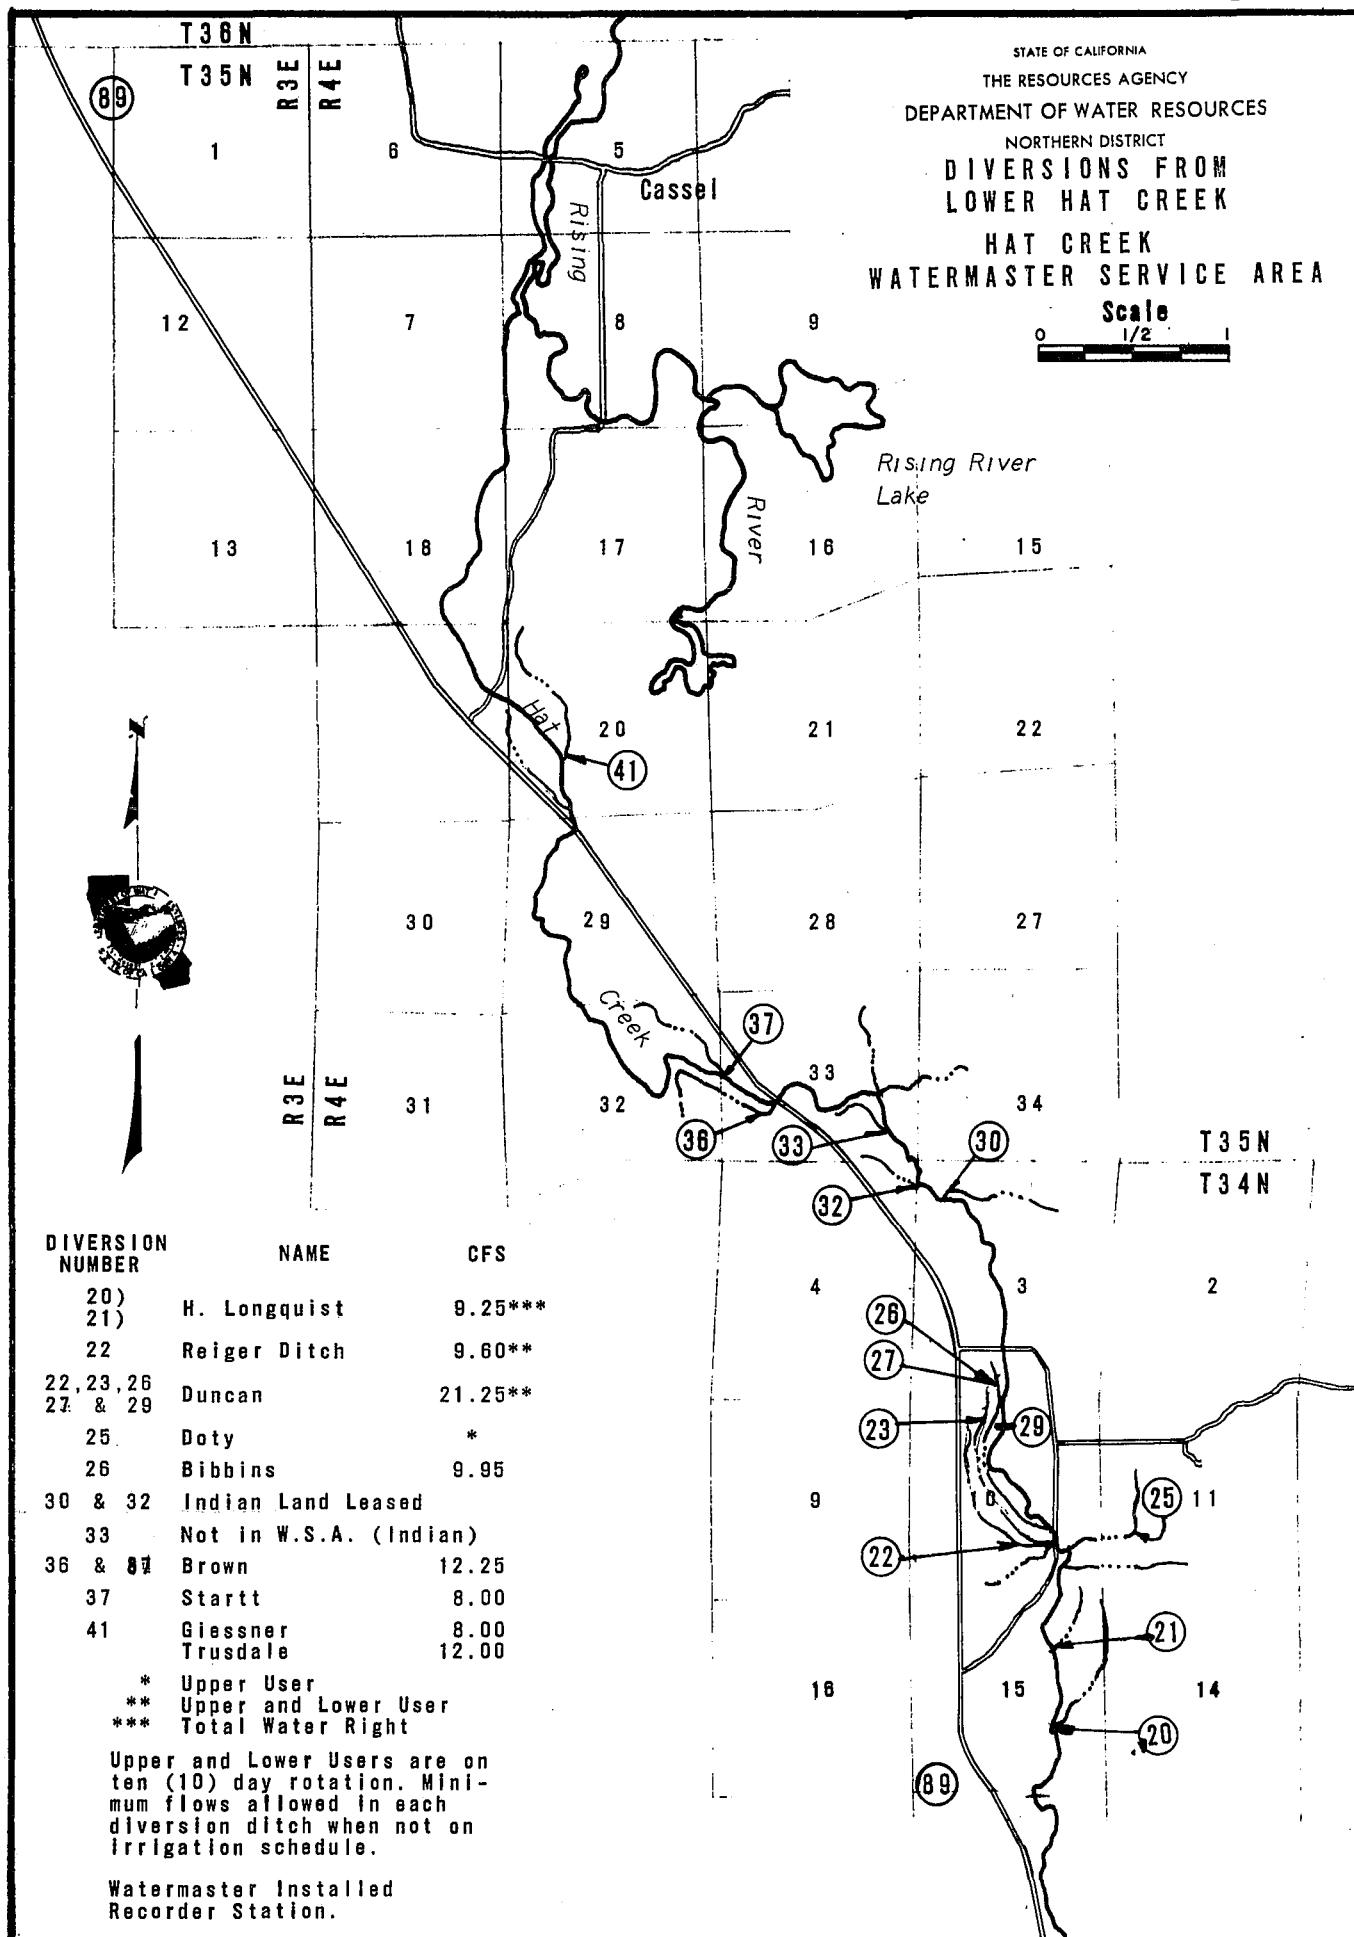 T36N
T35N
R3E
R4E
89
STATE OF CALIFORNIA
THE RESOURCES AGENCY
DEPARTMENT OF WATER RESOURCES
NORTHERN DISTRICT
DIVERSIONS FROM
LOWER HAT CREEK
HAT CREEK
WATERMASTER SERVICE AREA
Scale
0 1/2 1
1 6 5
Cassel
Rising
12 7 8 9
Rising River
Lake
River
13 18 17 16 15
Hat
20 21 22
41
30 29 28 27
Creek
37
33
R3E
R4E
31 32 34
36 33 30
T35N
T34N
32
4 3 2
26
27
23 29
9 10 25 11
22
21
16 15 14
20
89
DIVERSION
NUMBER NAME CFS
20)
21) H. Longquist 9.25***
22 Reiger Ditch 9.60**
22,23,26
27 & 29 Duncan 21.25**
25 Doty *
26 Bibbins 9.95
30 & 32 Indian Land Leased
33 Not in W.S.A. (Indian)
36 & 37 Brown 12.25
37 Startt 8.00
41 Giessner 8.00
Trusdale 12.00
* Upper User
** Upper and Lower User
*** Total Water Right
Upper and Lower Users are on
ten (10) day rotation. Mini-
mum flows allowed in each
diversion ditch when not on
irrigation schedule.
Watermaster Installed
Recorder Station.